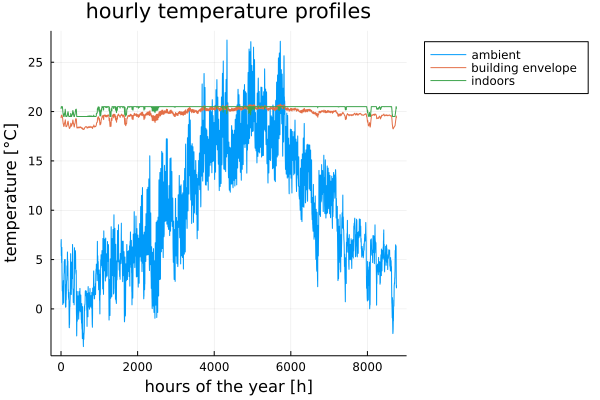 hourly temperature profiles
ambient
building envelope
indoors
temperature [°C]
25
20
15
10
5
0
0 2000 4000 6000 8000
hours of the year [h]